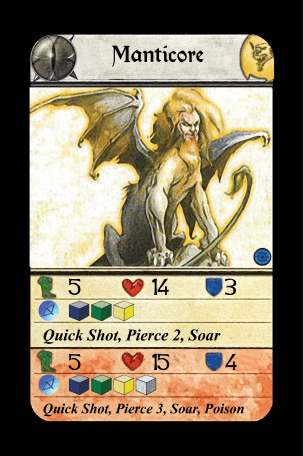 Manticore
5 14 3
Quick Shot, Pierce 2, Soar
5 15 4
Quick Shot, Pierce 3, Soar, Poison